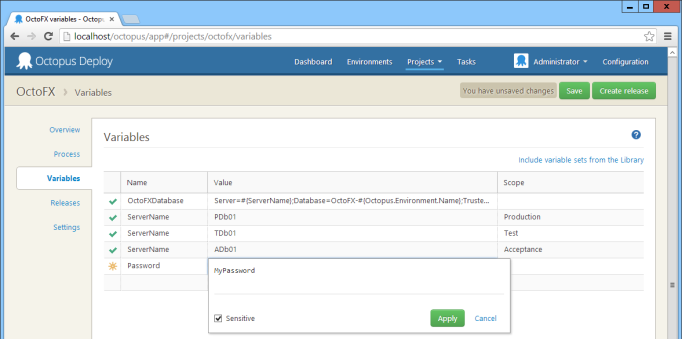 OctoFX variables - Octopu
localhost/octopus/app#/projects/octofx/variables
Octopus Deploy Dashboard Environments Projects Tasks Administrator Configuration
OctoFX Variables You have unsaved changes Save Create release
Overview
Process
Variables
Releases
Settings
Variables
?
Include variable sets from the Library
Name Value Scope
OctoFXDatabase Server=#{ServerName};Database=OctoFX-#{Octopus.Environment.Name};Truste...
ServerName PDb01 Production
ServerName TDb01 Test
ServerName ADb01 Acceptance
Password
MyPassword
Sensitive Apply Cancel